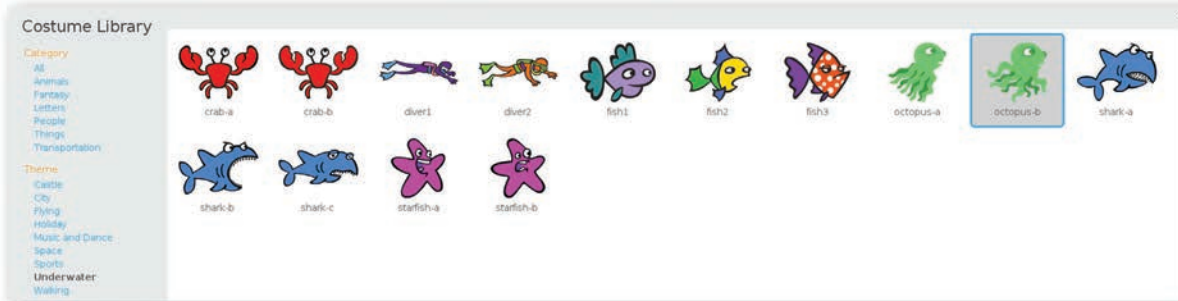 Costume Library
Category
All
Animals
Fantasy
Letters
People
Things
Transportation
Theme
Castle
City
Flying
Holiday
Music and Dance
Space
Sports
Underwater
Walking
crab-a crab-b diver1 diver2 fish1 fish2 fish3 octopus-a octopus-b shark-a
shark-b shark-c starfish-a starfish-b